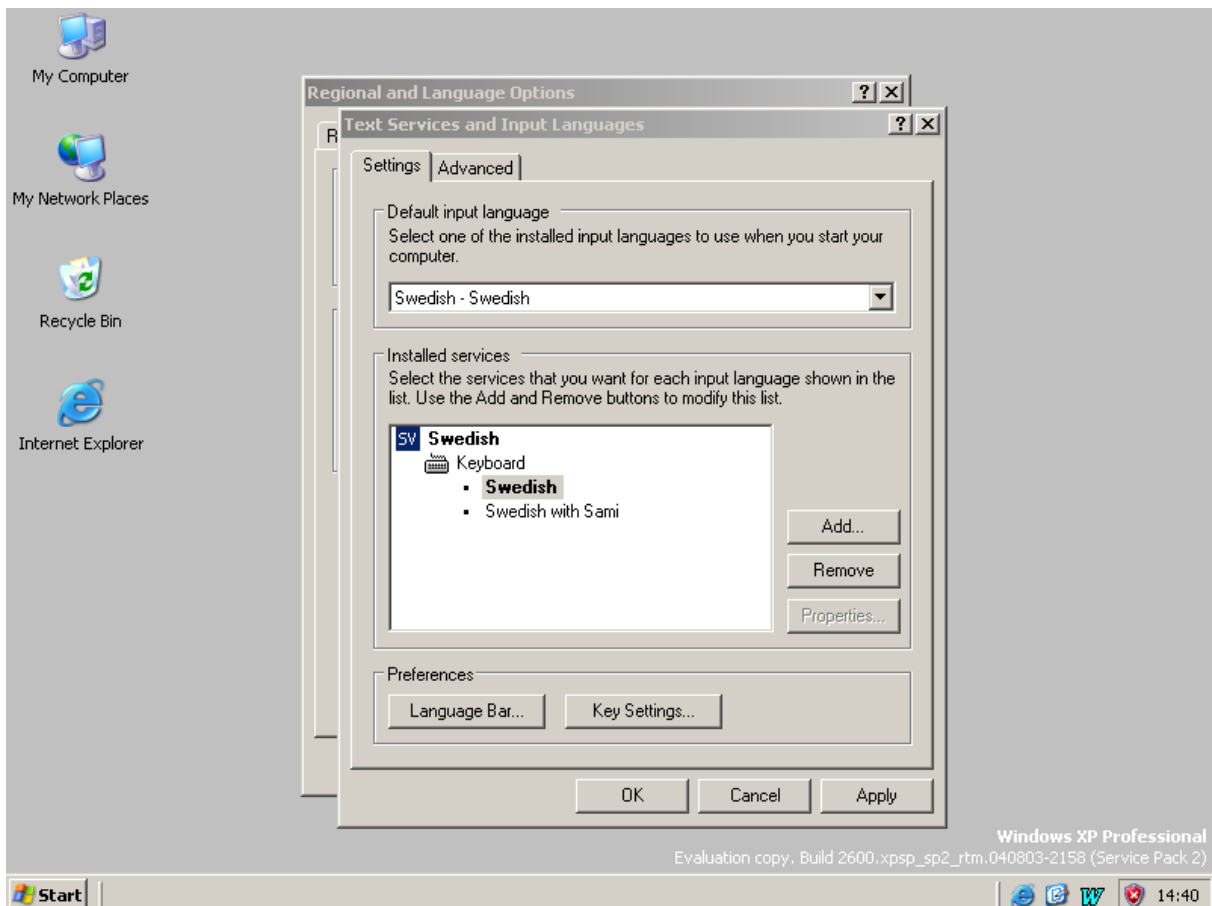 My Computer
My Network Places
Recycle Bin
Internet Explorer
Regional and Language Options
R
Text Services and Input Languages
Settings
Advanced
Default input language
Select one of the installed input languages to use when you start your
computer.
Swedish - Swedish
Installed services
Select the services that you want for each input language shown in the
list. Use the Add and Remove buttons to modify this list.
SV Swedish
Keyboard
Swedish
Swedish with Sami
Add...
Remove
Properties...
Preferences
Language Bar...
Key Settings...
OK
Cancel
Apply
Windows XP Professional
Evaluation copy. Build 2600.xpsp_sp2_rtm.040803-2158 (Service Pack 2)
Start
14:40